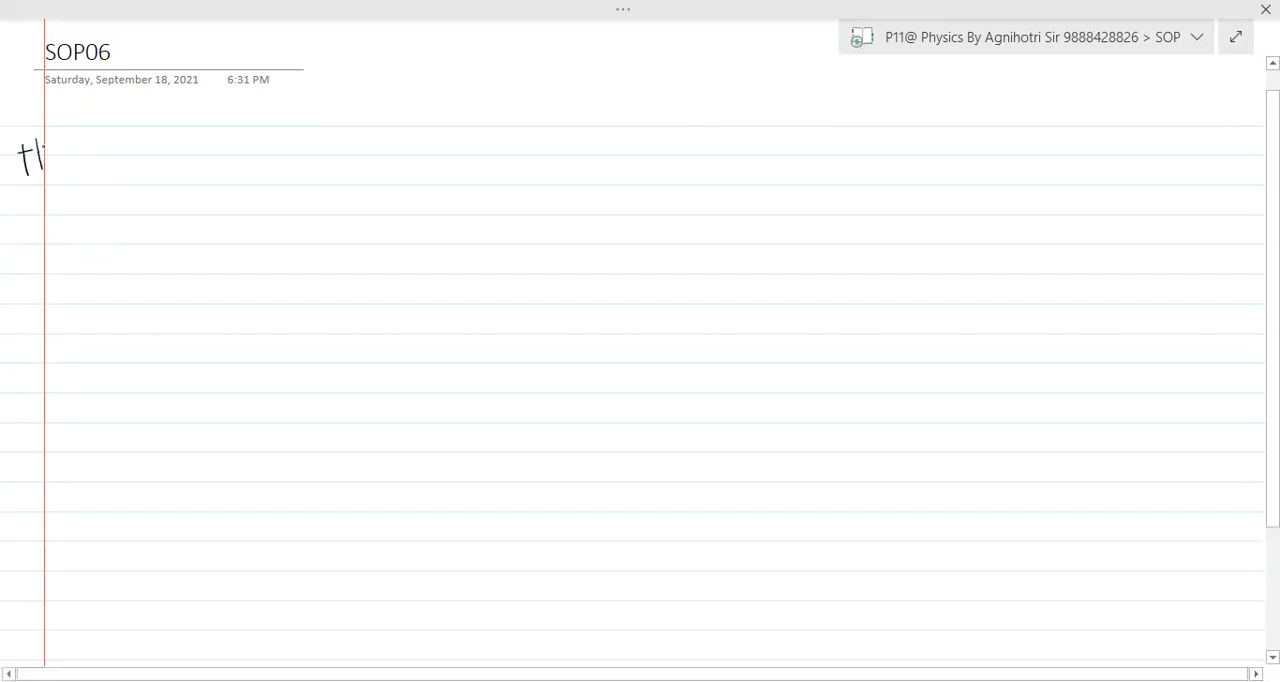 P11@ Physics By Agnihotri Sir 9888428826 > SOP
SOP06
Saturday, September 18, 2021 6:31 PM